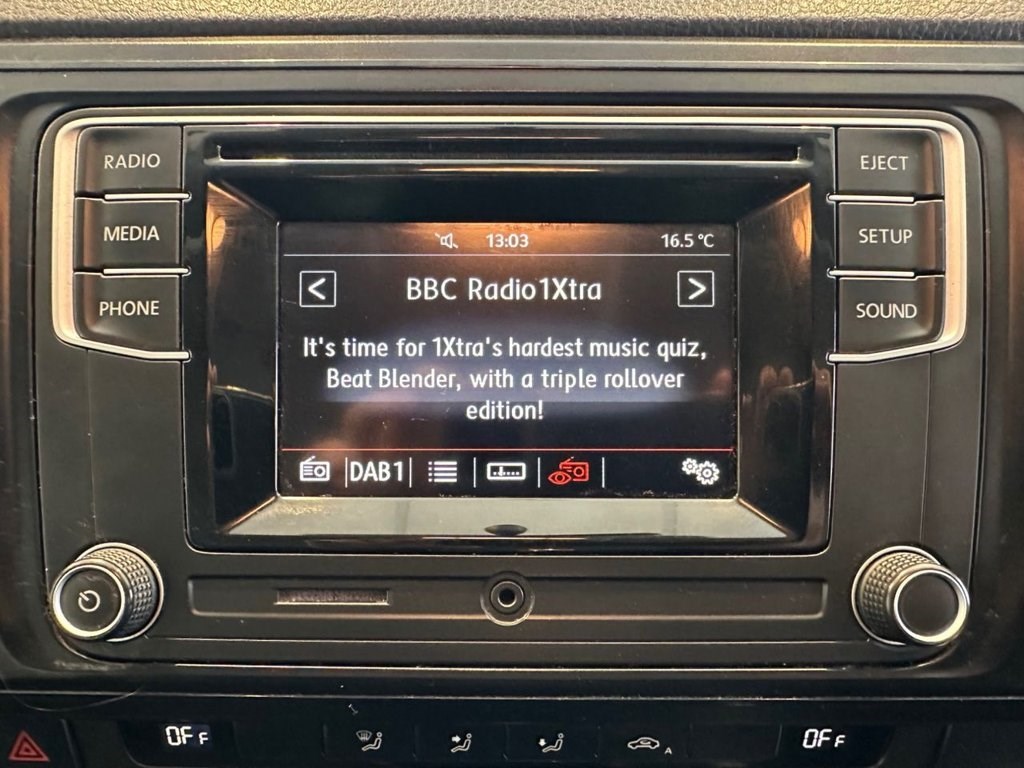 RADIO
MEDIA
PHONE
EJECT
SETUP
SOUND
13:03 16.5 °C
< BBC Radio1Xtra >
It's time for 1Xtra's hardest music quiz,
Beat Blender, with a triple rollover
edition!
DAB1
OFF A OFF